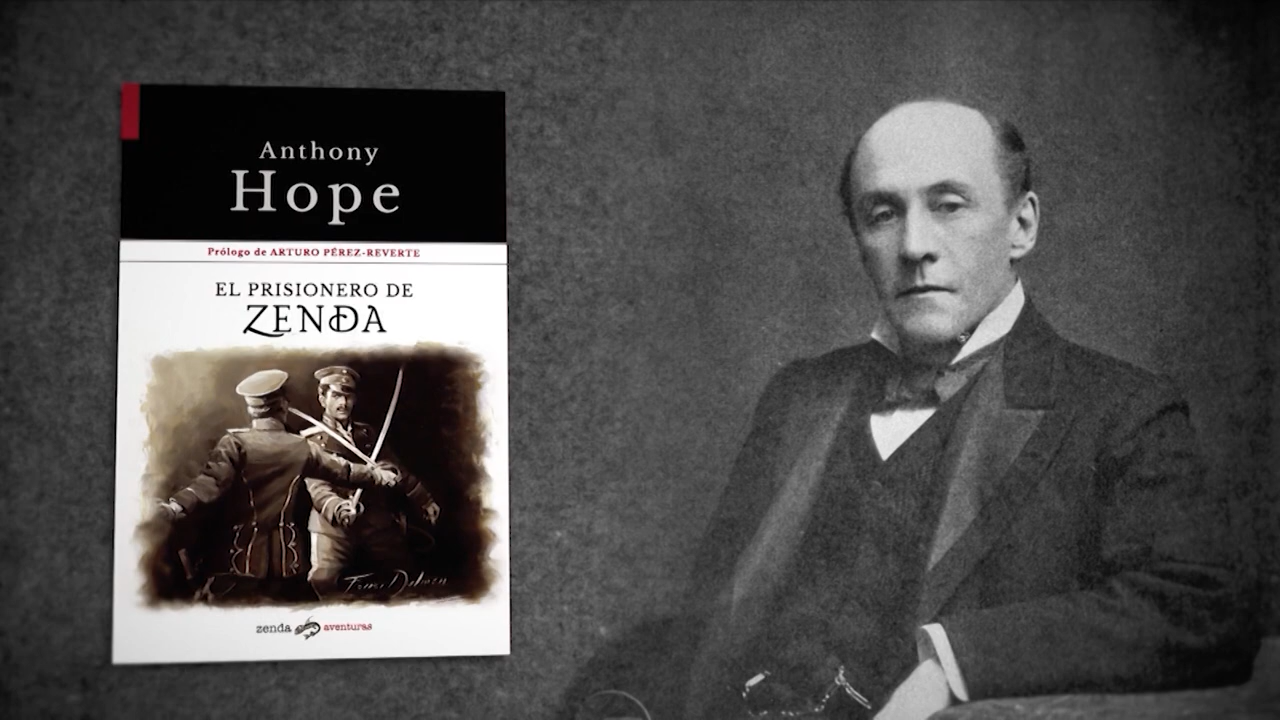 Anthony
Hope
Prólogo de ARTURO PÉREZ-REVERTE
EL PRISIONERO DE
ZENDA
zenda aventuras